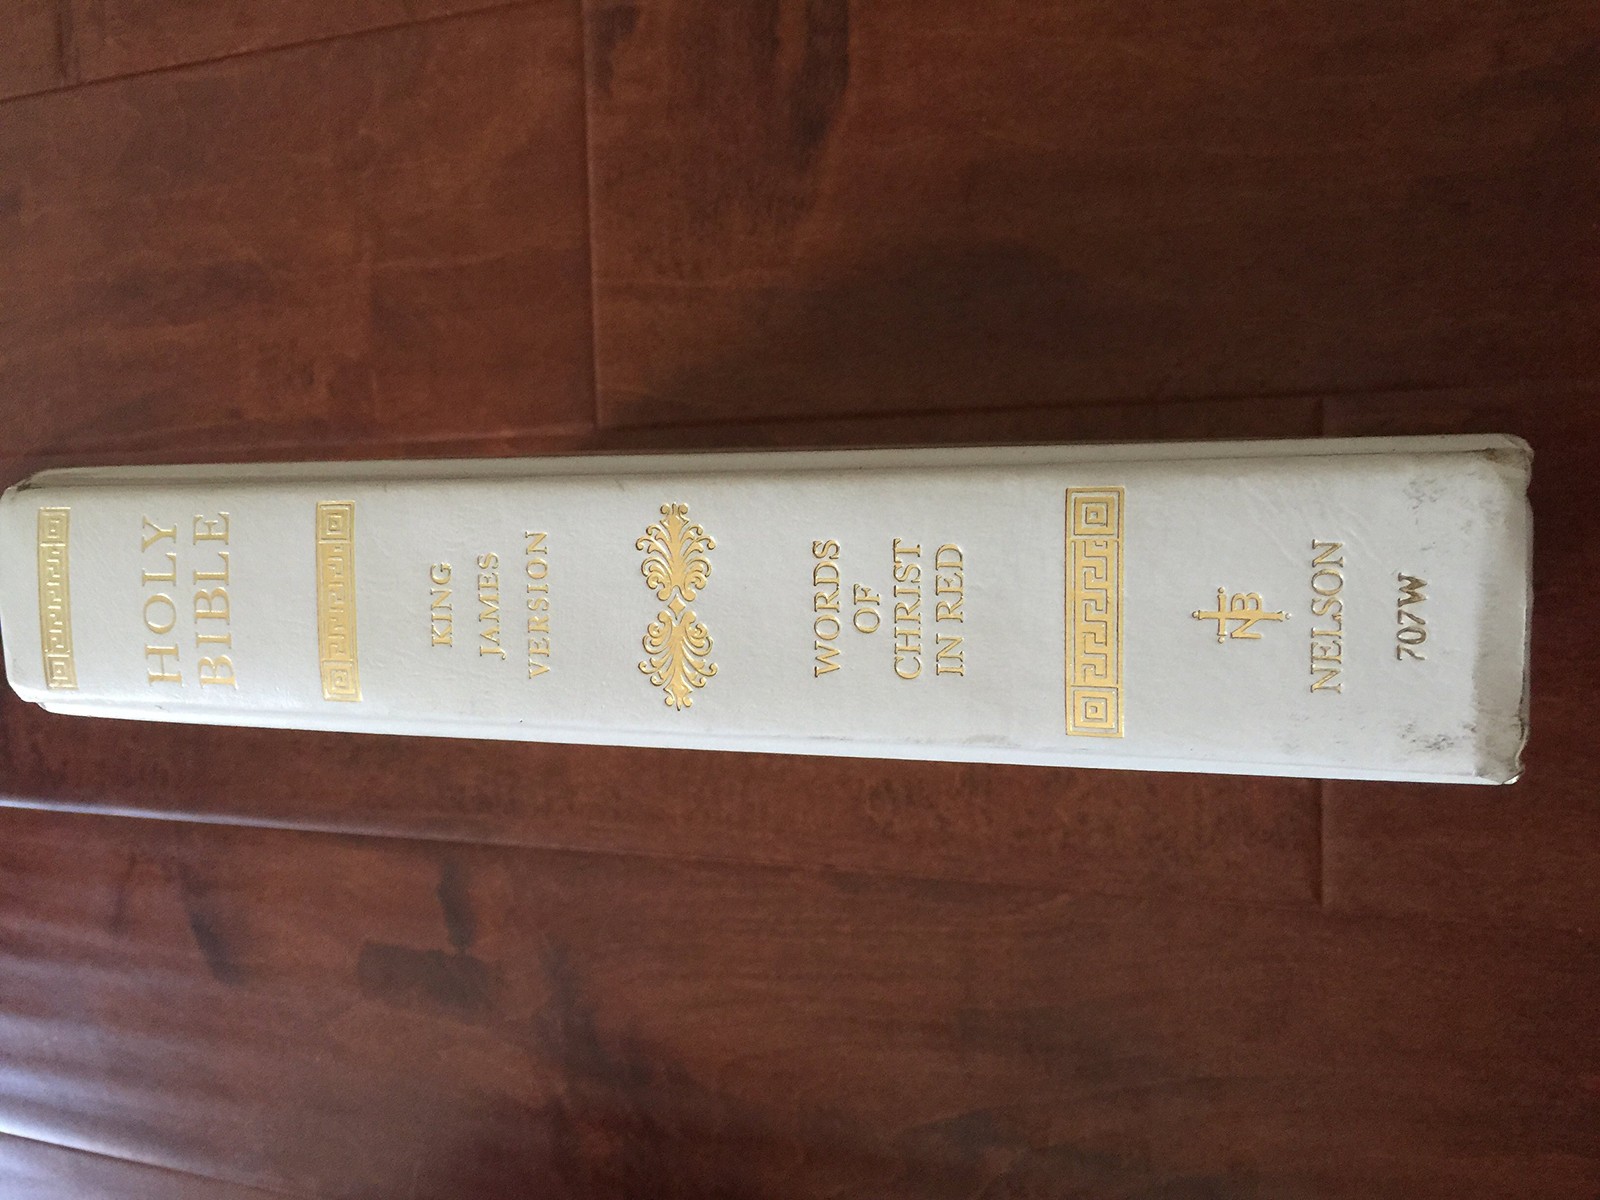 HOLY
BIBLE
KING
JAMES
VERSION
WORDS
OF
CHRIST
IN RED
NB
NELSON
707W